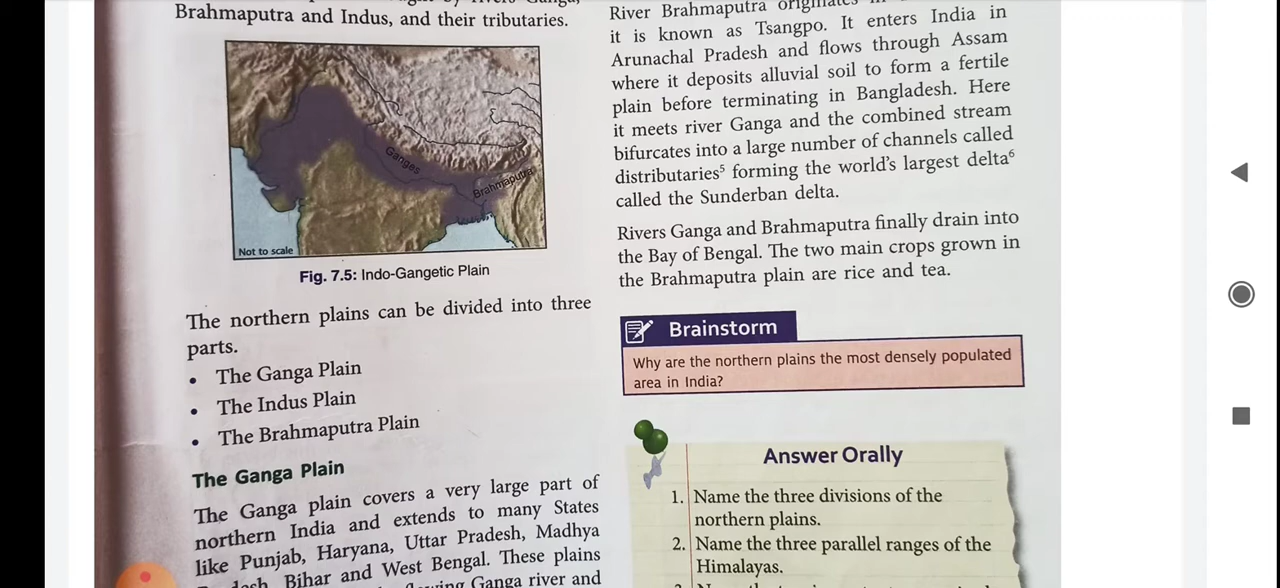 Brahmaputra and Indus, and their tributaries.
Ganges
Brahmaputra
Not to scale
Fig. 7.5: Indo-Gangetic Plain
The northern plains can be divided into three
parts.
• The Ganga Plain
• The Indus Plain
• The Brahmaputra Plain
The Ganga Plain
The Ganga plain covers a very large part of
northern India and extends to many States
like Punjab, Haryana, Uttar Pradesh, Madhya
Bihar and West Bengal. These plains
Ganga river and
River Brahmaputra originates
it is known as Tsangpo. It enters India in
Arunachal Pradesh and flows through Assam
where it deposits alluvial soil to form a fertile
plain before terminating in Bangladesh. Here
it meets river Ganga and the combined stream
bifurcates into a large number of channels called
distributaries⁵ forming the world's largest delta⁶
called the Sunderban delta.
Rivers Ganga and Brahmaputra finally drain into
the Bay of Bengal. The two main crops grown in
the Brahmaputra plain are rice and tea.
Brainstorm
Why are the northern plains the most densely populated
area in India?
Answer Orally
1. Name the three divisions of the
northern plains.
2. Name the three parallel ranges of the
Himalayas.